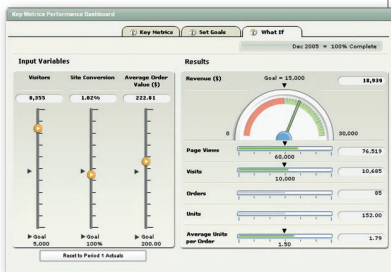 Key Metrics Performance Dashboard
Key Metrics
Set Goals
What If
Dec 2005 = 100% Complete
Input Variables
Visitors
Site Conversion
Average Order
Value ($)
8,355
1.02%
222.81
Goal
5,000
Goal
100%
Goal
200.00
Reset to Period 1 Actuals
Results
Revenue ($)
Goal = 15,000
18,939
0
30,000
Page Views
60,000
76,519
Visits
10,000
10,685
Orders
85
Units
152.00
Average Units
per Order
1.50
1.79